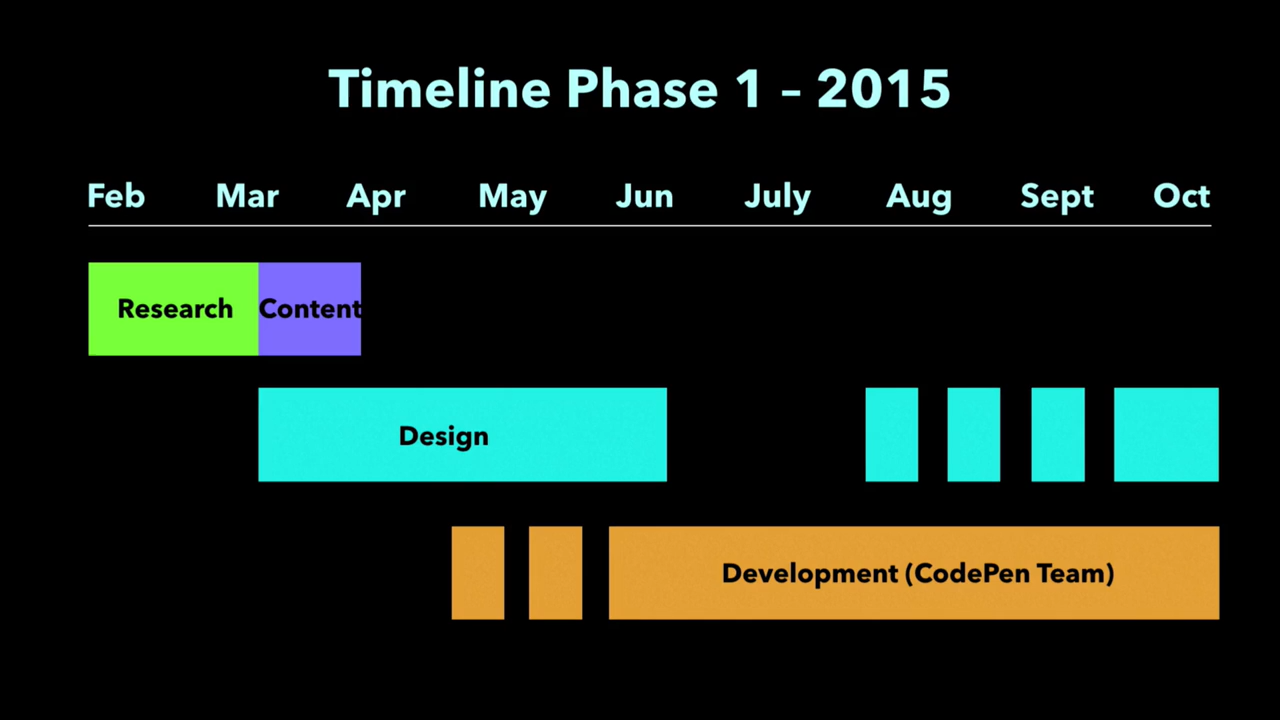 Timeline Phase 1 – 2015
Feb Mar Apr May Jun July Aug Sept Oct
Research Content
Design
Development (CodePen Team)